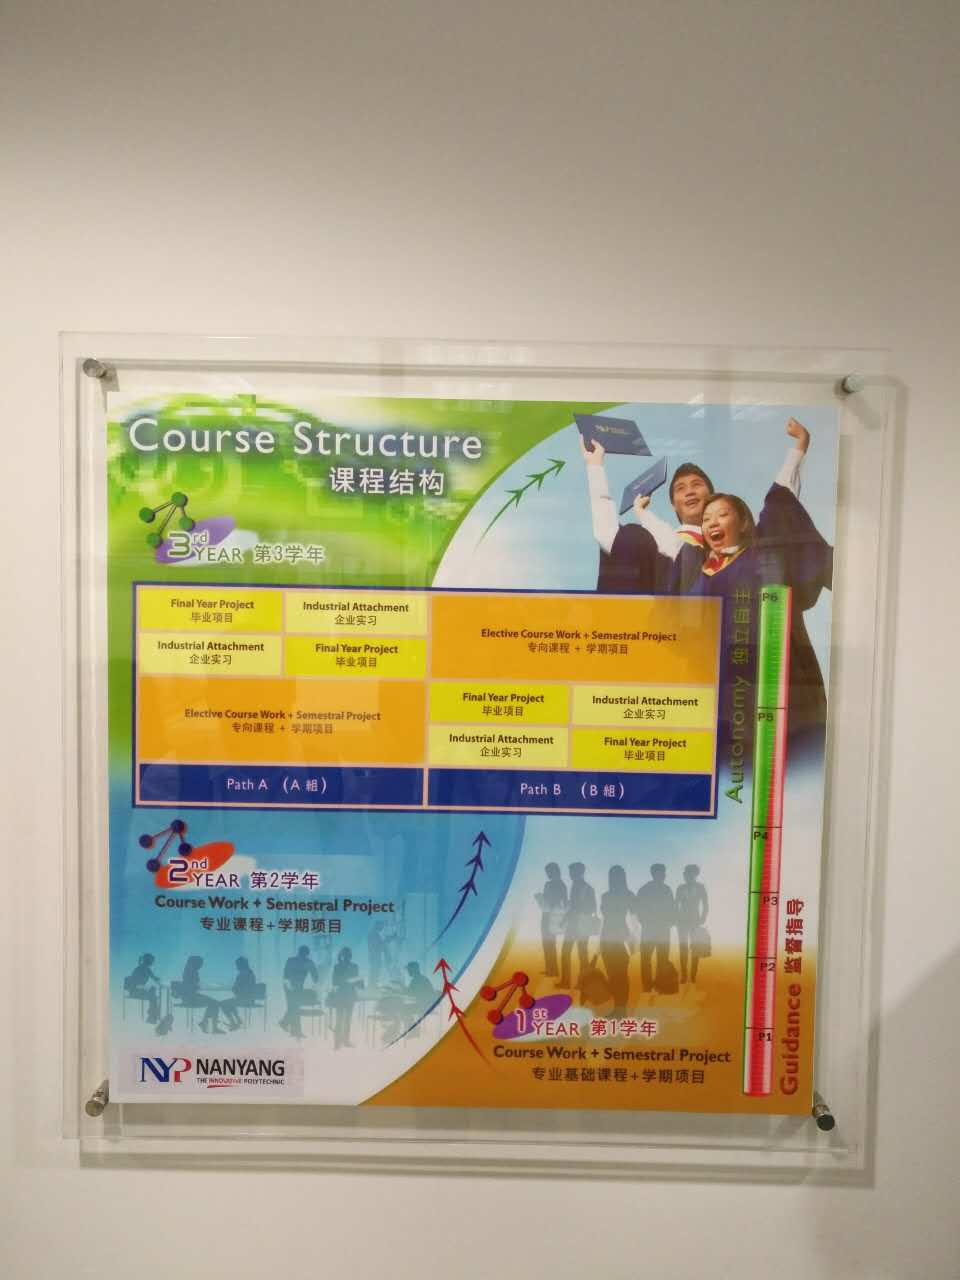 Course Structure
课程结构
3rd YEAR 第3学年
Final Year Project
毕业项目
Industrial Attachment
企业实习
Industrial Attachment
企业实习
Final Year Project
毕业项目
Elective Course Work + Semestral Project
专向课程 + 学期项目
Elective Course Work + Semestral Project
专向课程 + 学期项目
Final Year Project
毕业项目
Industrial Attachment
企业实习
Industrial Attachment
企业实习
Final Year Project
毕业项目
Path A (A 組)
Path B (B 組)
2nd YEAR 第2学年
Course Work + Semestral Project
专业课程+学期项目
1st YEAR 第1学年
Course Work + Semestral Project
专业基础课程+学期项目
Autonomy 独立自主
Guidance 监督指导
P6
P5
P4
P3
P2
P1
NYP NANYANG
THE INNOVATIVE POLYTECHNIC